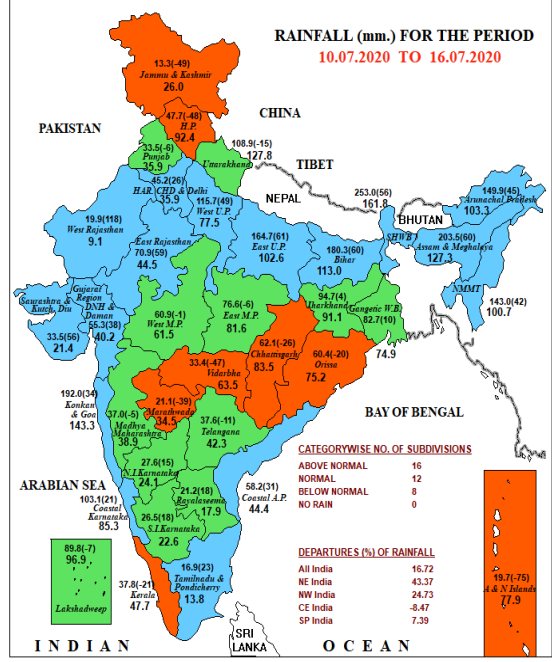 RAINFALL (mm.) FOR THE PERIOD
10.07.2020 TO 16.07.2020
13.3(-49)
Jammu & Kashmir
26.0
47.7(-48)
H.P.
92.4
CHINA
PAKISTAN
33.5(-6)
Punjab
35.9
108.9(-15)
127.8
Uttarakhand
TIBET
45.2(26)
HAR. CHD & Delhi
35.9
115.7(49)
West U.P.
77.5
NEPAL
253.0(56)
161.8
149.9(45)
Arunachal Pradesh
103.3
BHUTAN
19.9(118)
West Rajasthan
9.1
East Rajasthan
70.9(59)
44.5
164.7(61)
East U.P.
102.6
180.3(60)
Bihar
113.0
SHWB
203.5(60)
Assam & Meghalaya
127.3
NMMT
143.0(42)
100.7
Gujarat
Region
DNH &
Daman
55.3(38)
40.2
Saurashtra &
Kutch, Diu
33.5(56)
21.4
60.9(-1)
West M.P.
61.5
76.6(-6)
East M.P.
81.6
94.7(4)
Jharkhand
91.1
Gangetic W.B.
82.7(10)
74.9
33.4(-47)
Vidarbha
63.5
62.1(-26)
Chhattisgarh
83.5
60.4(-20)
Orissa
75.2
192.0(34)
Konkan
& Goa
143.3
21.1(-39)
Marathwada
34.5
37.0(-5)
Madhya
Maharashtra
38.9
37.6(-11)
Telangana
42.3
BAY OF BENGAL
27.6(15)
N.I.Karnataka
24.1
ARABIAN SEA
103.1(21)
Coastal
Karnataka
85.3
21.2(18)
Rayalaseema
17.9
58.2(31)
Coastal A.P.
44.4
26.5(18)
S.I.Karnataka
22.6
CATEGORYWISE NO. OF SUBDIVISIONS
ABOVE NORMAL 16
NORMAL 12
BELOW NORMAL 8
NO RAIN 0
89.8(-7)
96.9
Lakshadweep
37.8(-21)
Kerala
47.7
16.9(23)
Tamilnadu &
Pondicherry
13.8
DEPARTURES (%) OF RAINFALL
All India 16.72
NE India 43.37
NW India 24.73
CE India -8.47
SP India 7.39
19.7(-75)
A & N Islands
77.9
SRI
LANKA
INDIAN OCEAN